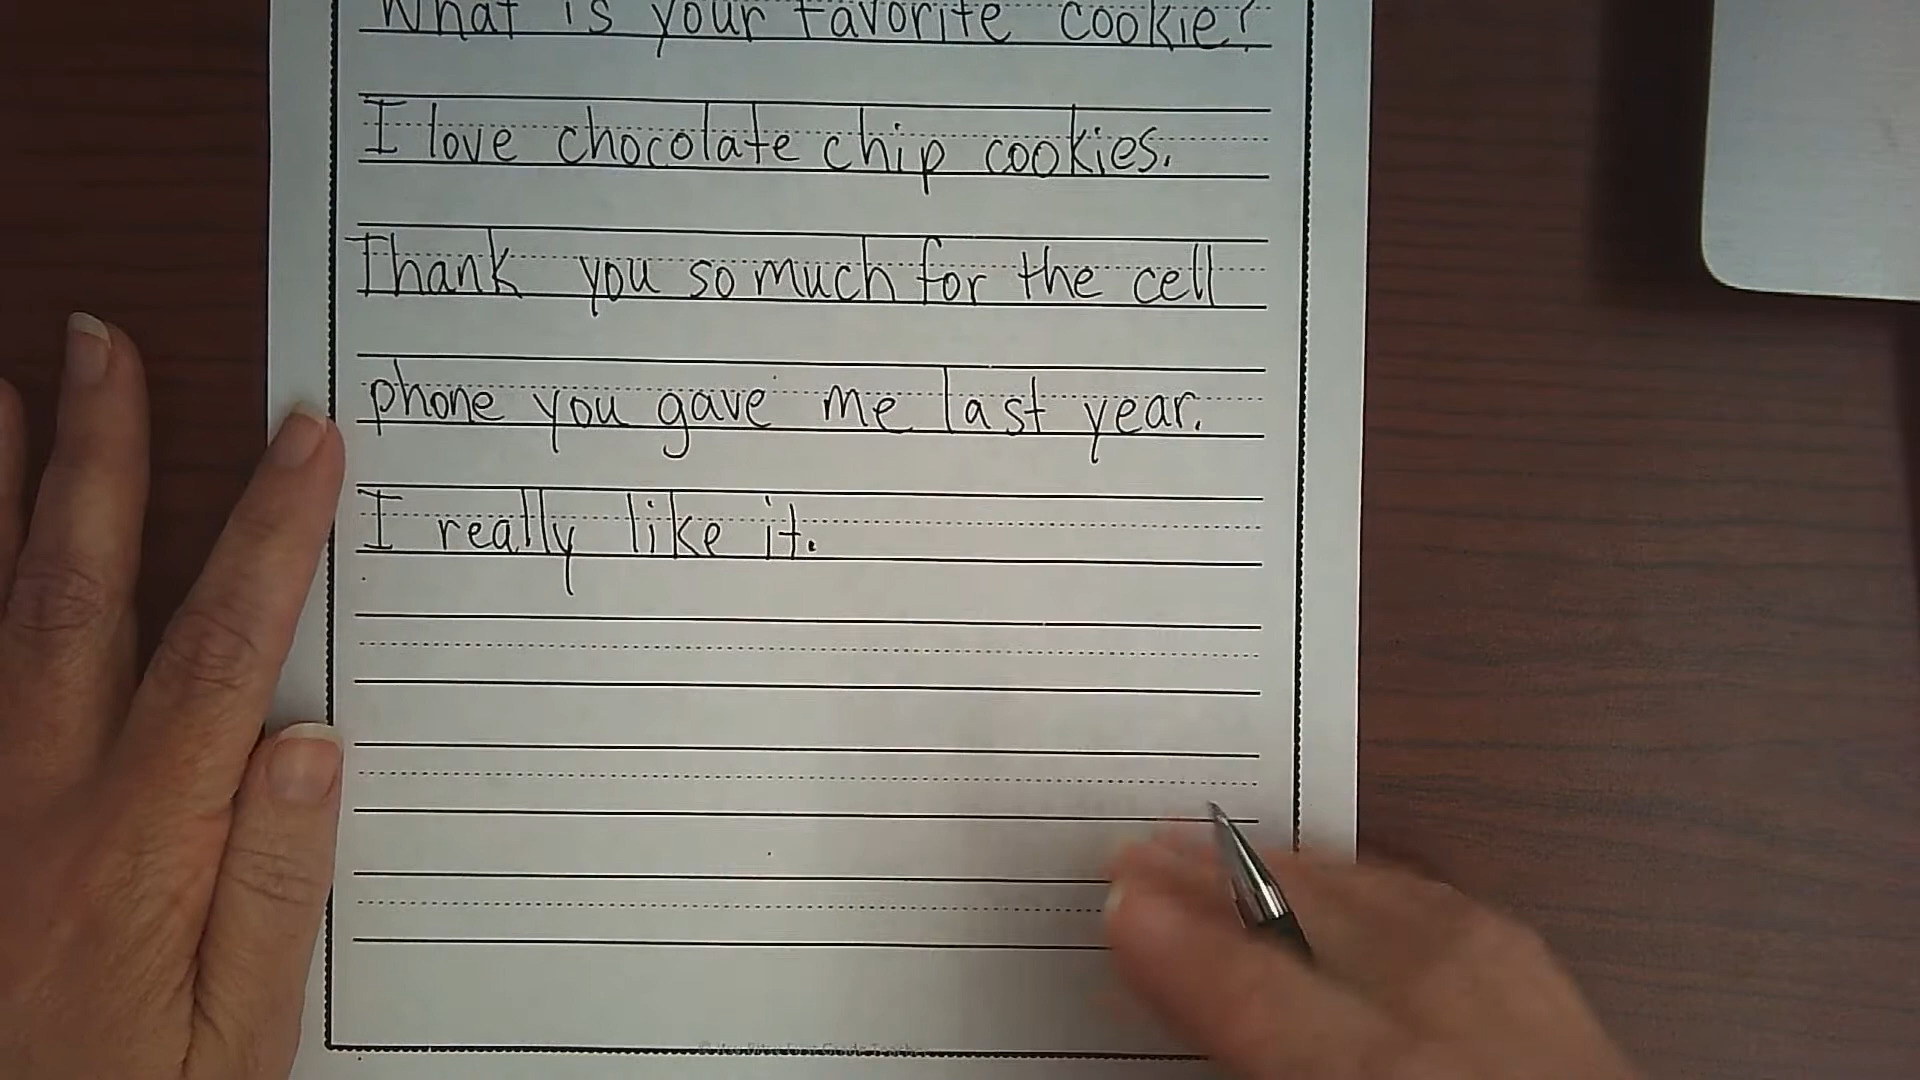 What is your favorite cookie?
I love chocolate chip cookies.
Thank you so much for the cell
phone you gave me last year.
I really like it.